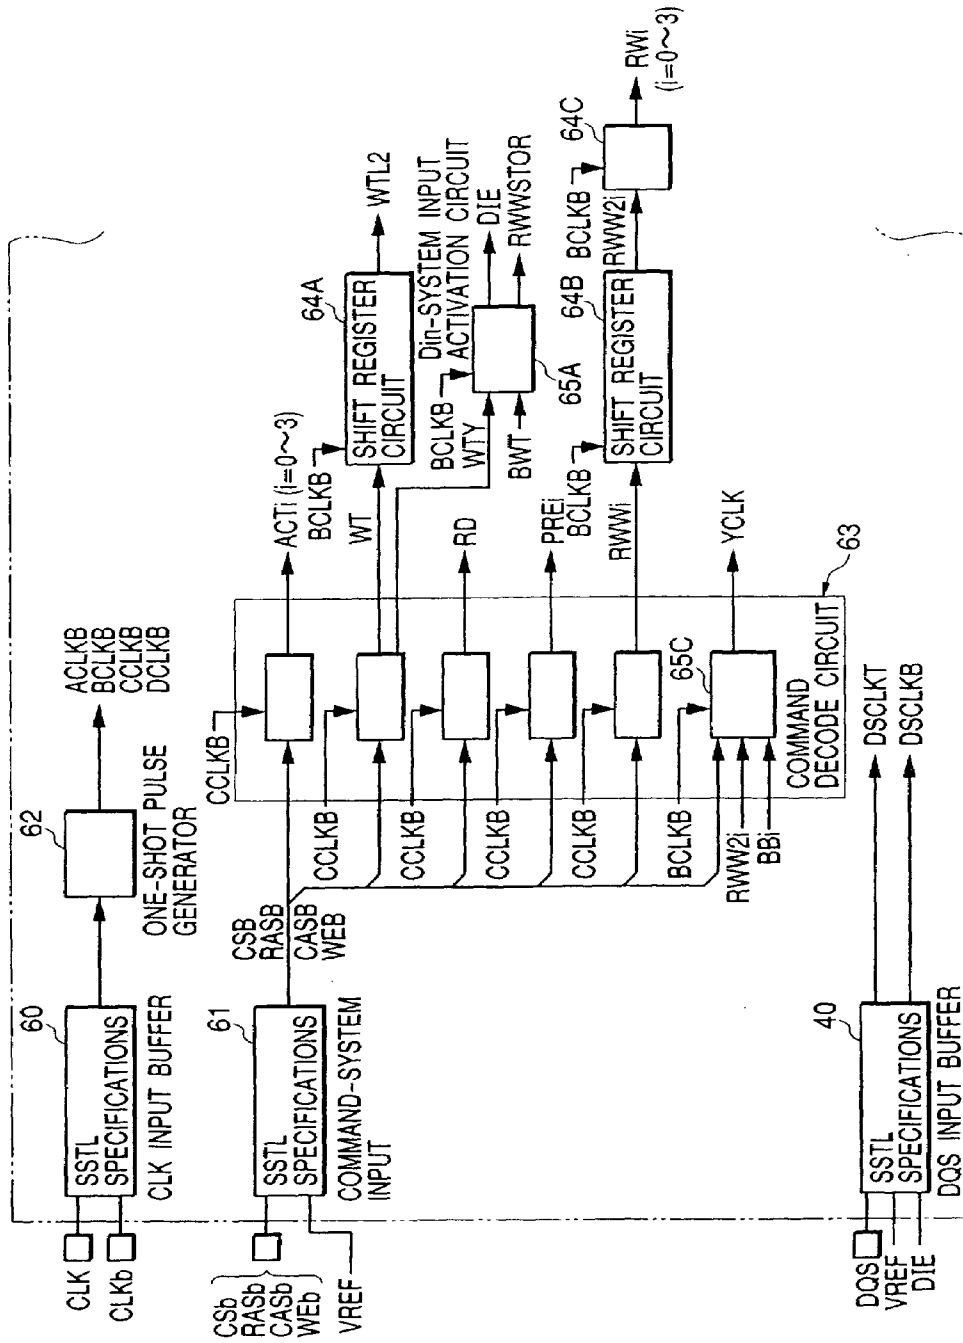 CLK
CLKb
60
SSTL
SPECIFICATIONS
CLK INPUT BUFFER
62
ONE-SHOT PULSE
GENERATOR
ACLKB
BCLKB
CCLKB
DCLKB
CSb
RASb
CASb
WEb
VREF
61
SSTL
SPECIFICATIONS
COMMAND-SYSTEM
INPUT
CSB
RASB
CASB
WEB
CCLKB
CCLKB
CCLKB
CCLKB
CCLKB
BCLKB
RWW2i
BBi
65C
COMMAND
DECODE CIRCUIT
63
ACTi (i=0~3)
BCLKB
WT
64A
SHIFT REGISTER
CIRCUIT
WTL2
Din-SYSTEM INPUT
ACTIVATION CIRCUIT
BCLKB
WTY
BWT
65A
DIE
RWWSTOR
RD
PREi
BCLKB
RWWi
64B
SHIFT REGISTER
CIRCUIT
BCLKB
RWW2i
64C
RWi
(i=0~3)
YCLK
DQS
VREF
DIE
40
SSTL
SPECIFICATIONS
DQS INPUT BUFFER
DSCLKT
DSCLKB